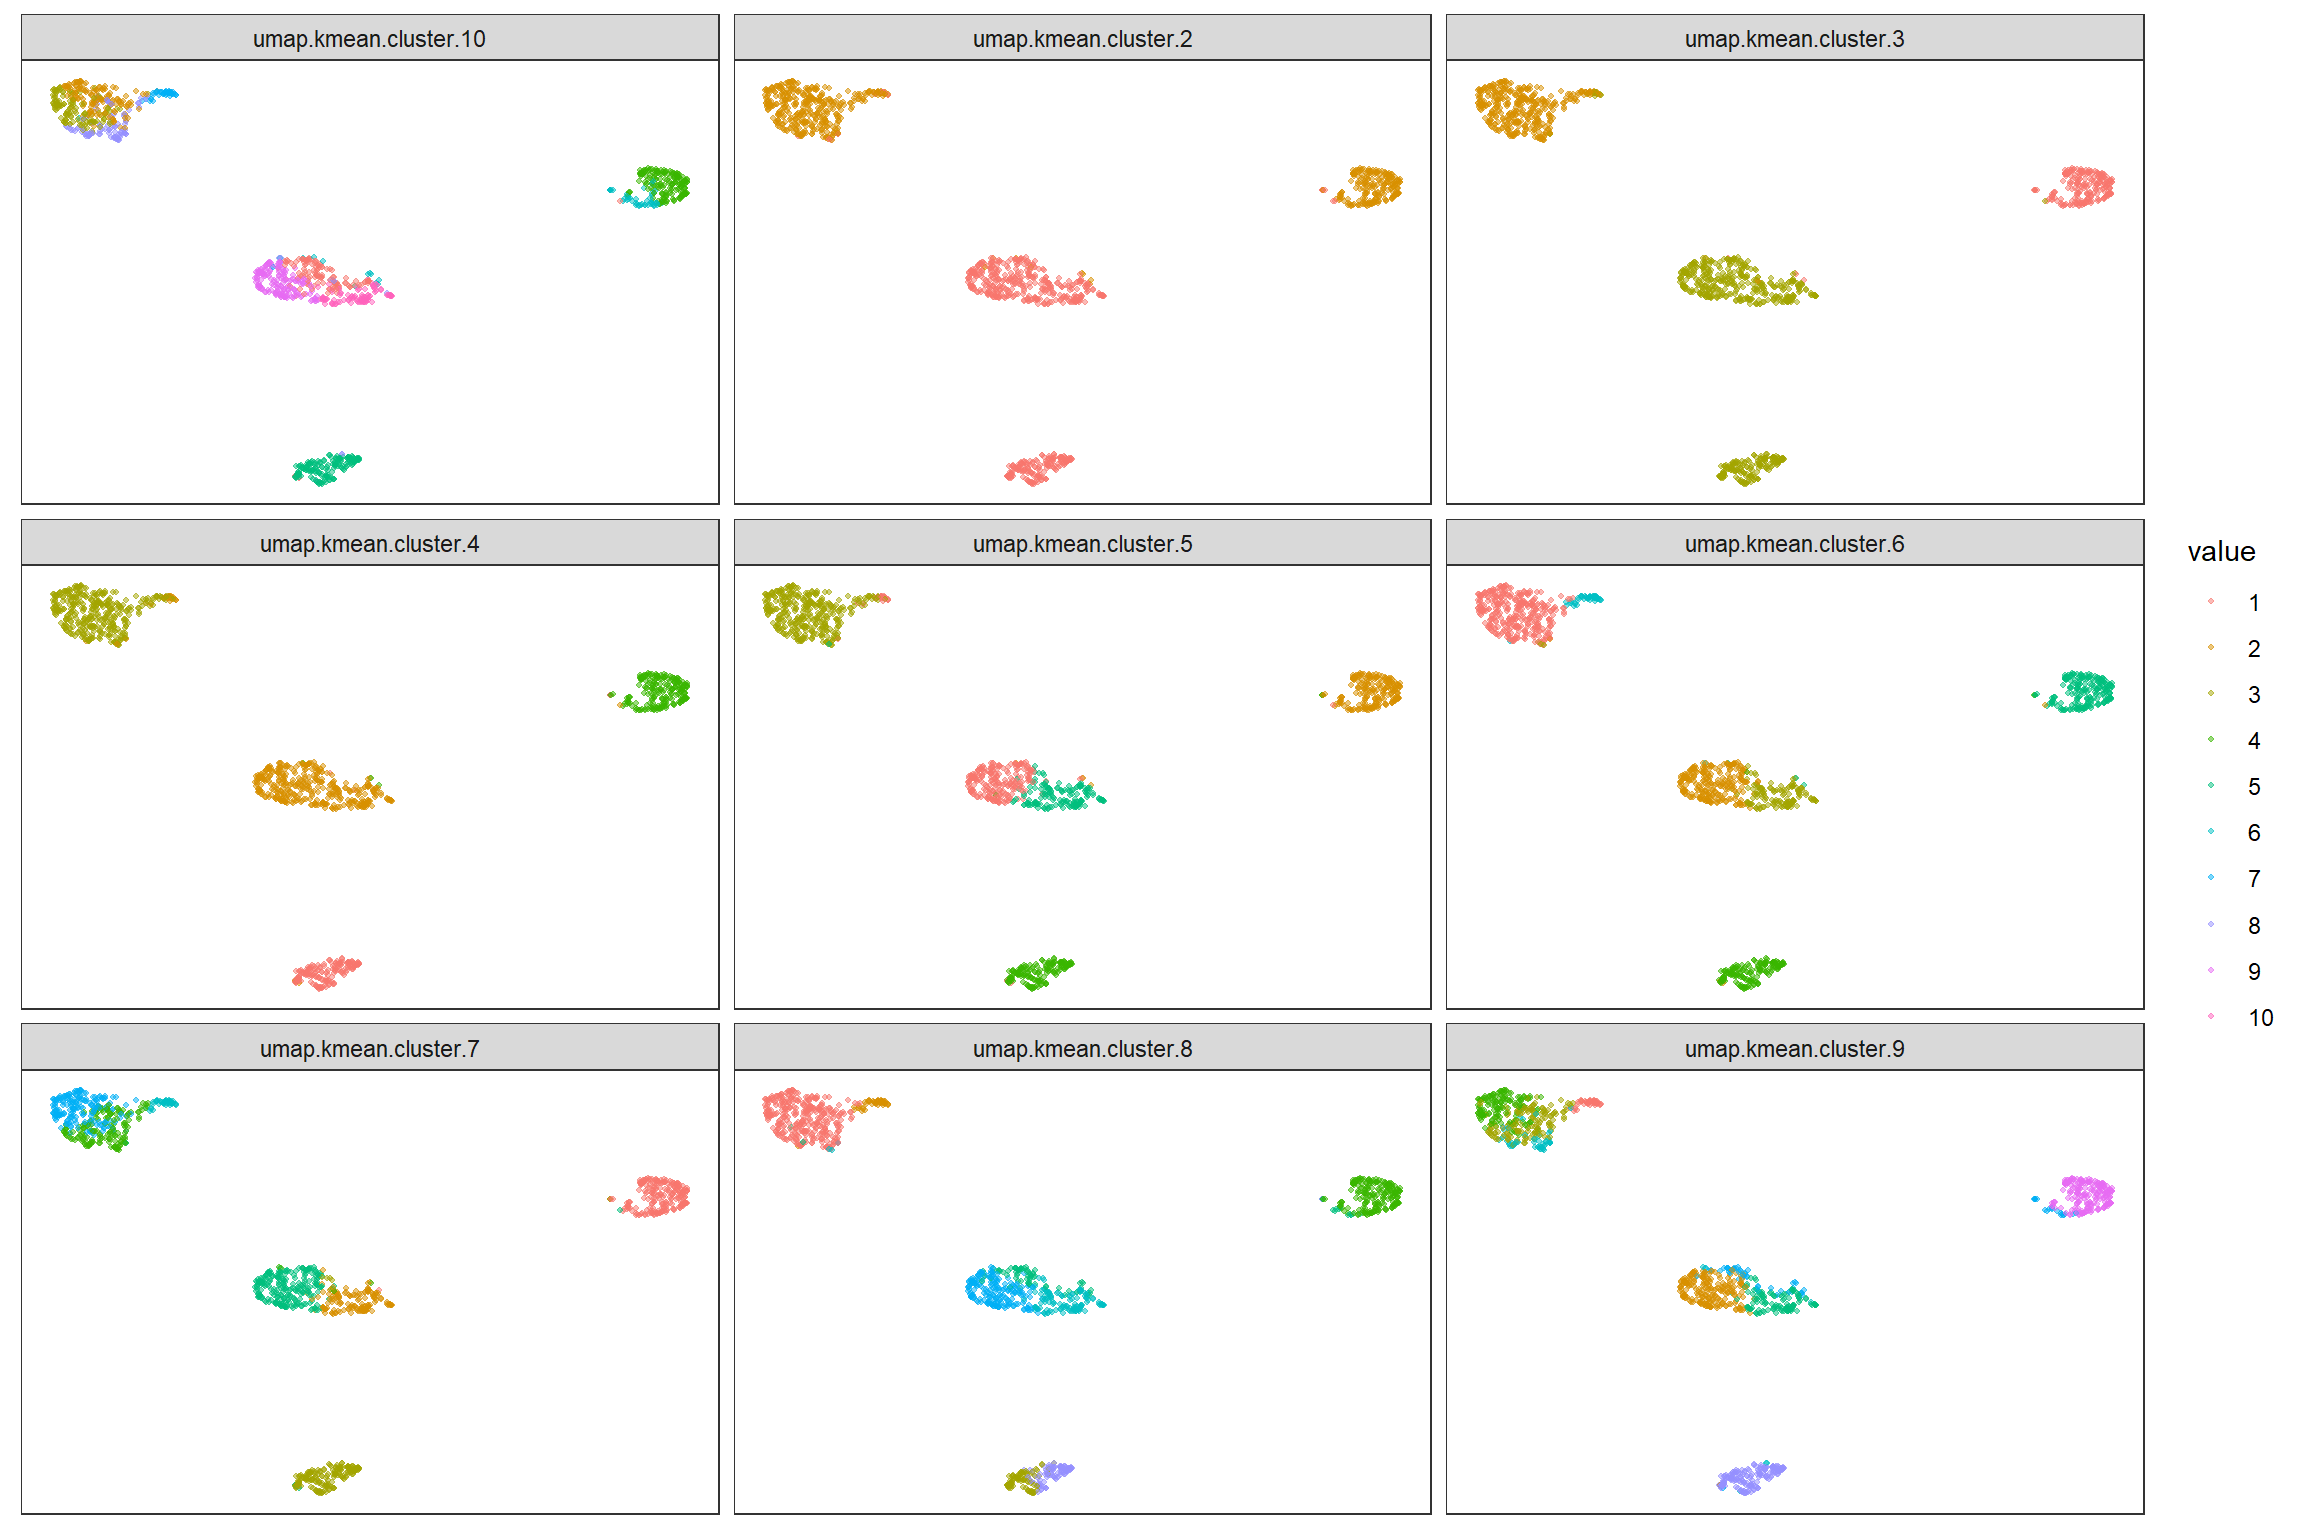 umap.kmean.cluster.10
umap.kmean.cluster.2
umap.kmean.cluster.3
umap.kmean.cluster.4
umap.kmean.cluster.5
umap.kmean.cluster.6
umap.kmean.cluster.7
umap.kmean.cluster.8
umap.kmean.cluster.9
value
1
2
3
4
5
6
7
8
9
10